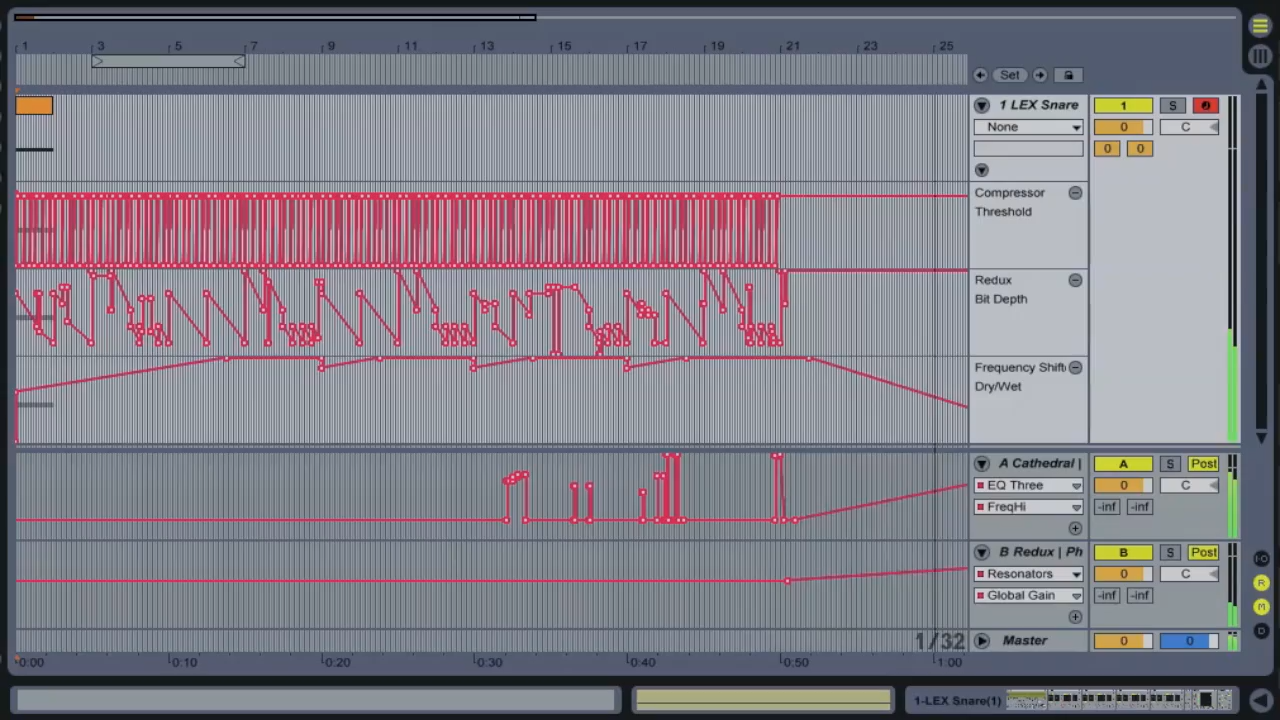 1 3 5 7 9 11 13 15 17 19 21 23 25
Set
1 LEX Snare 1 S
None 0 C
0 0
Compressor
Threshold
Redux
Bit Depth
Frequency Shift
Dry/Wet
A Cathedral | A S Post
EQ Three 0 C
FreqHi -inf -inf
B Redux | Ph B S Post
Resonators 0 C
Global Gain -inf -inf
1/32 Master 0 0
0:00 0:10 0:20 0:30 0:40 0:50 1:00
I·O
R
M
D
1-LEX Snare(1)